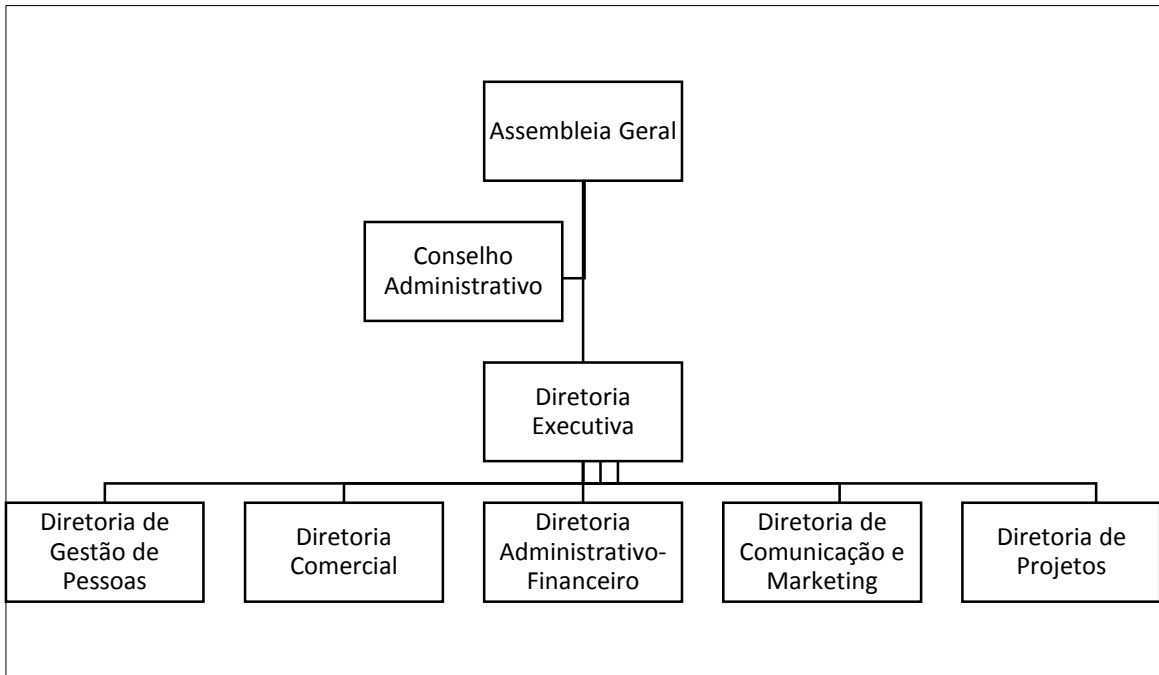 Assembleia Geral
Conselho
Administrativo
Diretoria
Executiva
Diretoria de
Gestão de
Pessoas
Diretoria
Comercial
Diretoria
Administrativo-
Financeiro
Diretoria de
Comunicação e
Marketing
Diretoria de
Projetos